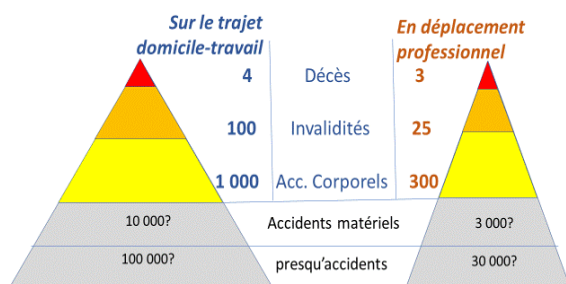 Sur le trajet
domicile-travail
En déplacement
professionnel
4 Décès 3
100 Invalidités 25
1 000 Acc. Corporels 300
10 000? Accidents matériels 3 000?
100 000? presqu'accidents 30 000?